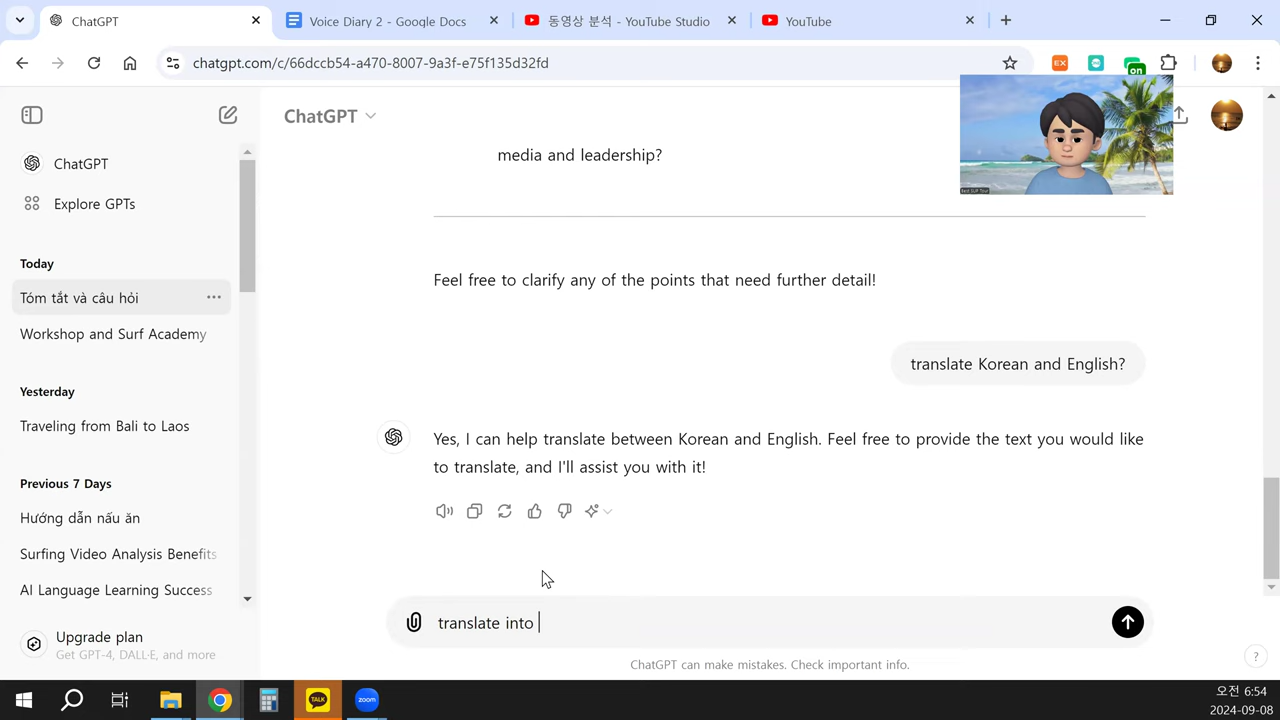 ChatGPT
Voice Diary 2 - Google Docs
동영상 분석 - YouTube Studio
YouTube
chatgpt.com/c/66dccb54-a470-8007-9a3f-e75f135d32fd
EX
on
ChatGPT
ChatGPT
Explore GPTs
Today
Tóm tắt và câu hỏi
Workshop and Surf Academy
Yesterday
Traveling from Bali to Laos
Previous 7 Days
Hướng dẫn nấu ăn
Surfing Video Analysis Benefits
AI Language Learning Success
Upgrade plan
Get GPT-4, DALL·E, and more
media and leadership?
Feel free to clarify any of the points that need further detail!
translate Korean and English?
Yes, I can help translate between Korean and English. Feel free to provide the text you would like
to translate, and I'll assist you with it!
translate into
ChatGPT can make mistakes. Check important info.
?
TALK
zoom
오전 6:54
2024-09-08